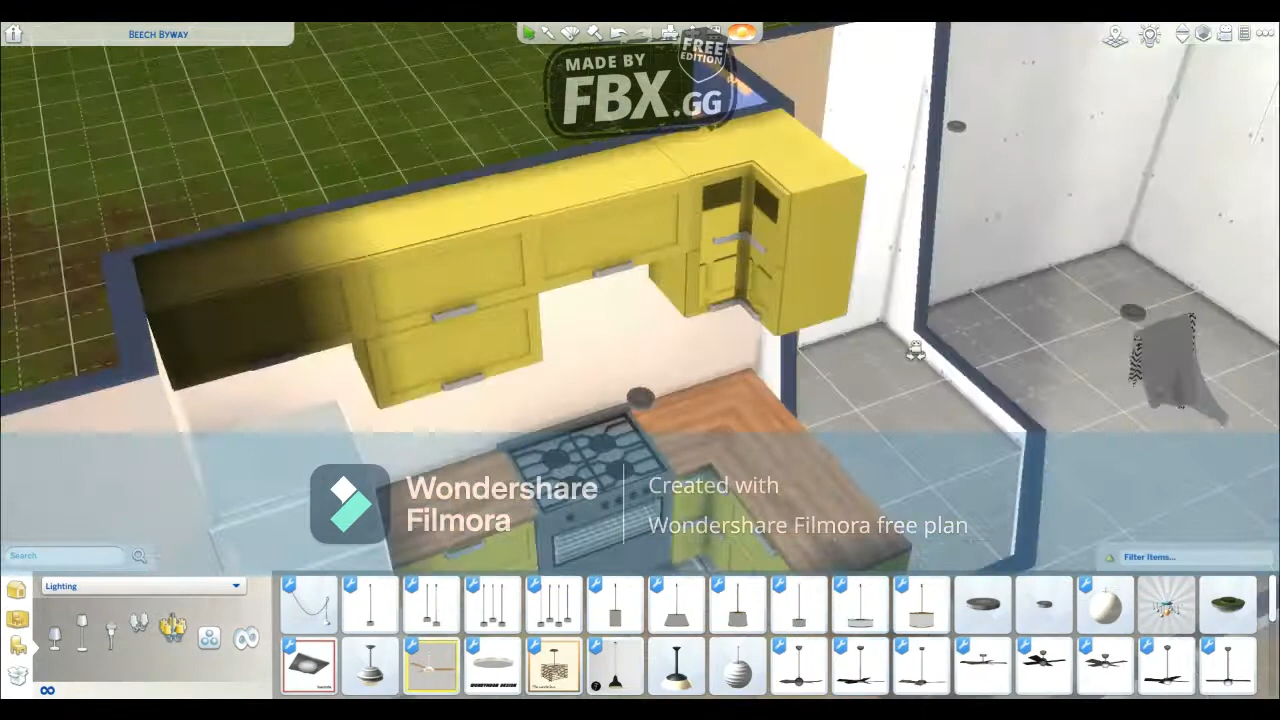 BEECH BYWAY
MADE BY
FBX.GG
FREE
EDITION
Wondershare
Filmora
Created with
Wondershare Filmora free plan
Search
Filter Items...
Lighting